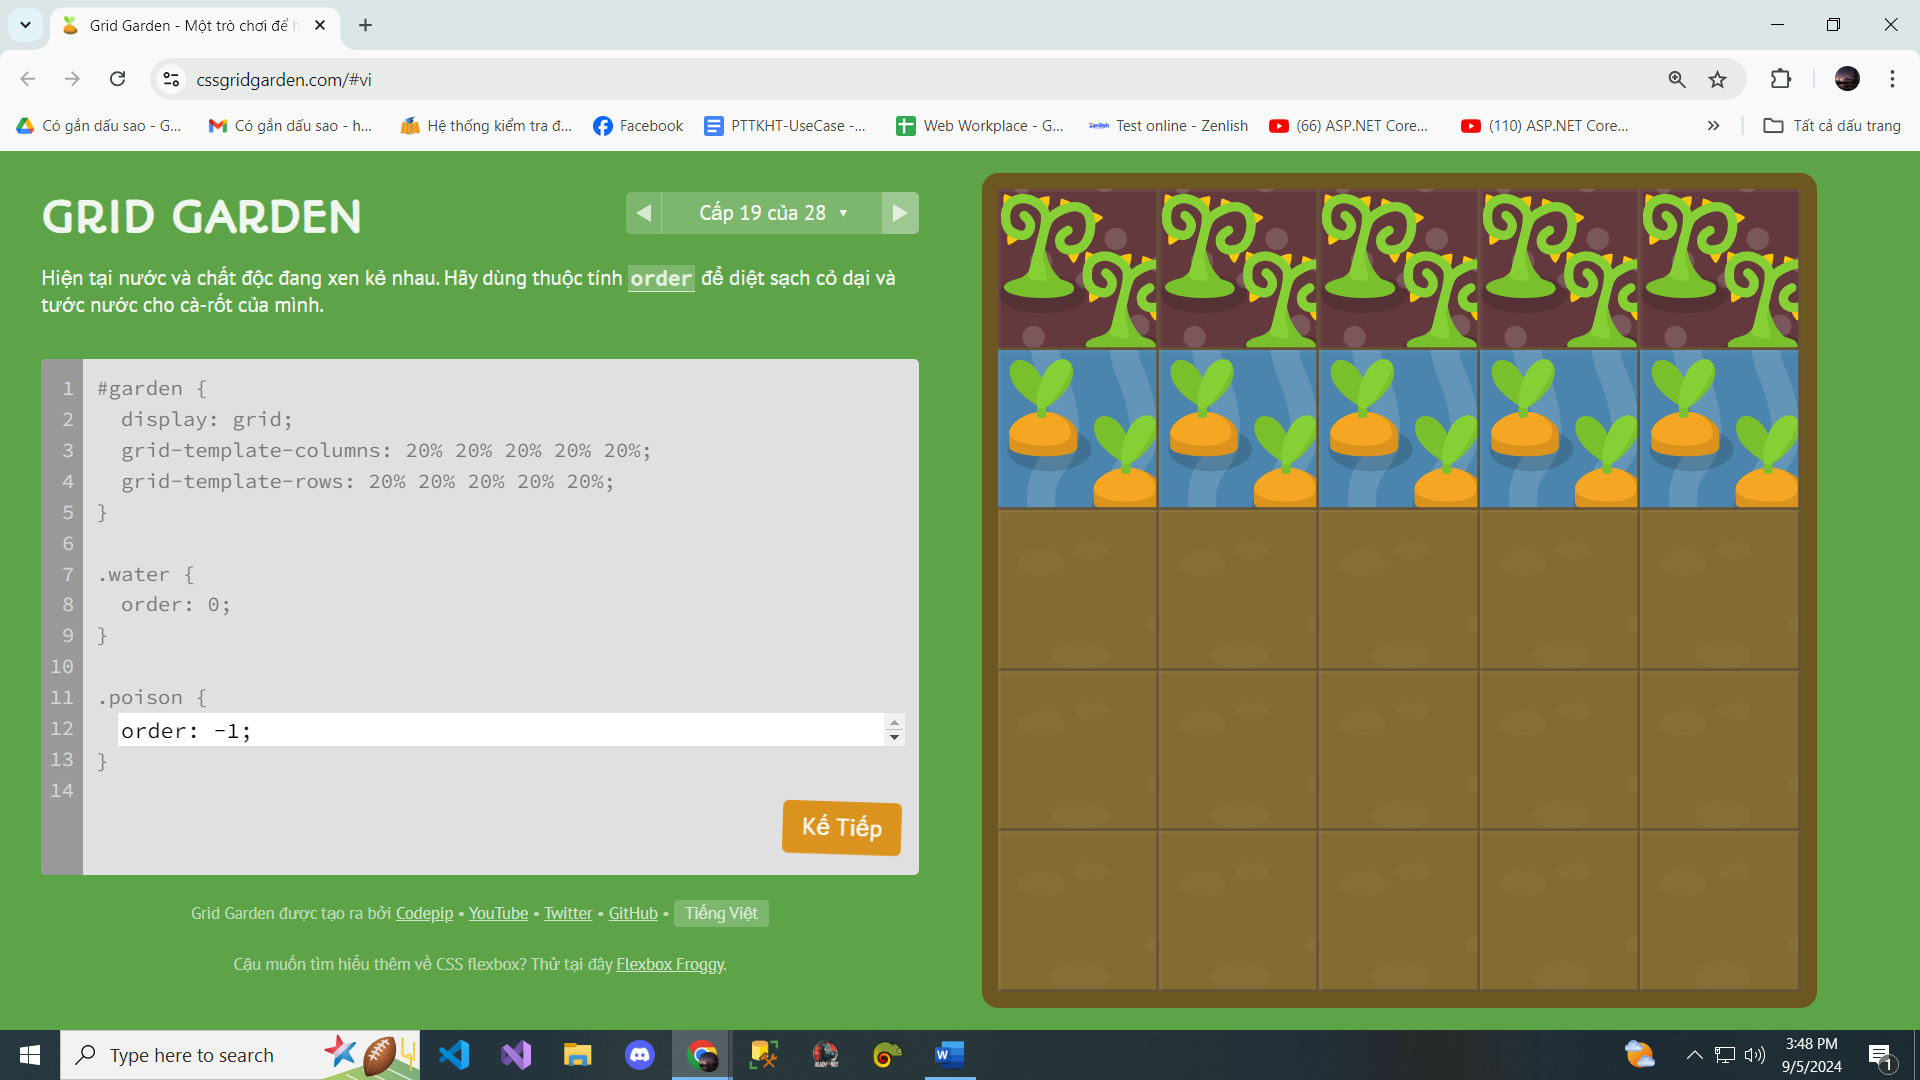 Grid Garden - Một trò chơi để h
cssgridgarden.com/#vi
Có gắn dấu sao - G...
Có gắn dấu sao - h...
Hệ thống kiểm tra đ...
Facebook
PTTKHT-UseCase -...
Web Workplace - G...
Zenlish
Test online - Zenlish
(66) ASP.NET Core...
(110) ASP.NET Core...
Tất cả dấu trang
GRID GARDEN
Cấp 19 của 28
Hiện tại nước và chất độc đang xen kẻ nhau. Hãy dùng thuộc tính order để diệt sạch cỏ dại và
tước nước cho cà-rốt của mình.
1 #garden {
2 display: grid;
3 grid-template-columns: 20% 20% 20% 20% 20%;
4 grid-template-rows: 20% 20% 20% 20% 20%;
5 }
6
7 .water {
8 order: 0;
9 }
10
11 .poison {
12 order: -1;
13 }
14
Kế Tiếp
Grid Garden được tạo ra bởi Codepip • YouTube • Twitter • GitHub • Tiếng Việt
Cậu muốn tìm hiểu thêm về CSS flexbox? Thử tại đây Flexbox Froggy.
Type here to search
READY OR NOT
W
3:48 PM
9/5/2024
1